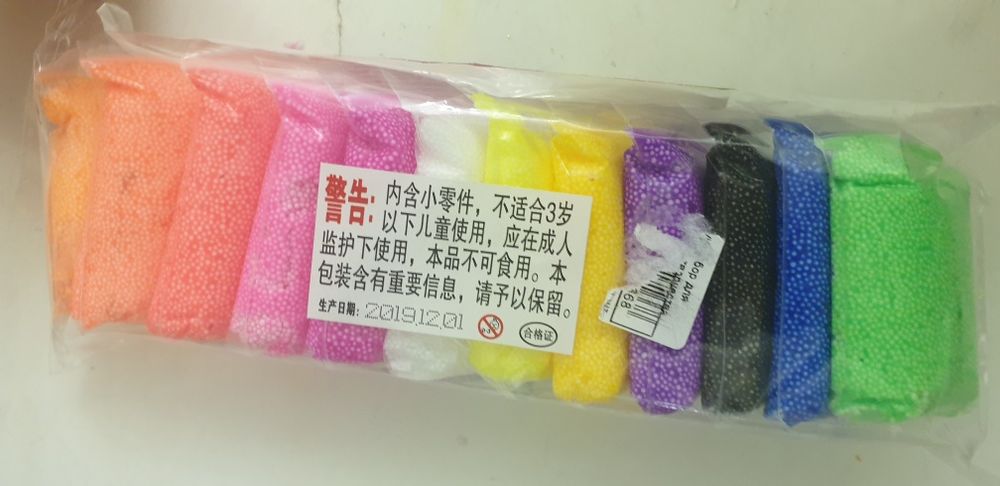 警告: 内含小零件，不适合3岁
以下儿童使用，应在成人
监护下使用，本品不可食用。本
包装含有重要信息，请予以保留。
生产日期: 2019.12.01
合格证
бор для
168